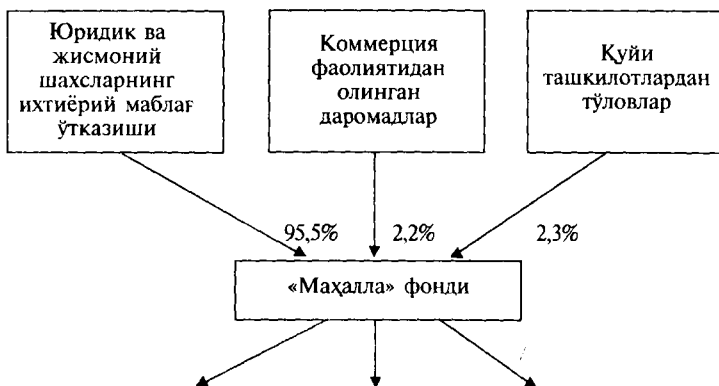 Юридик ва
жисмоний
шахсларнинг
ихтиёрий маблағ
ўтказиши
Коммерция
фаолиятидан
олинган
даромадлар
Қуйи
ташкилотлардан
тўловлар
95,5%
2,2%
2,3%
«Маҳалла» фонди